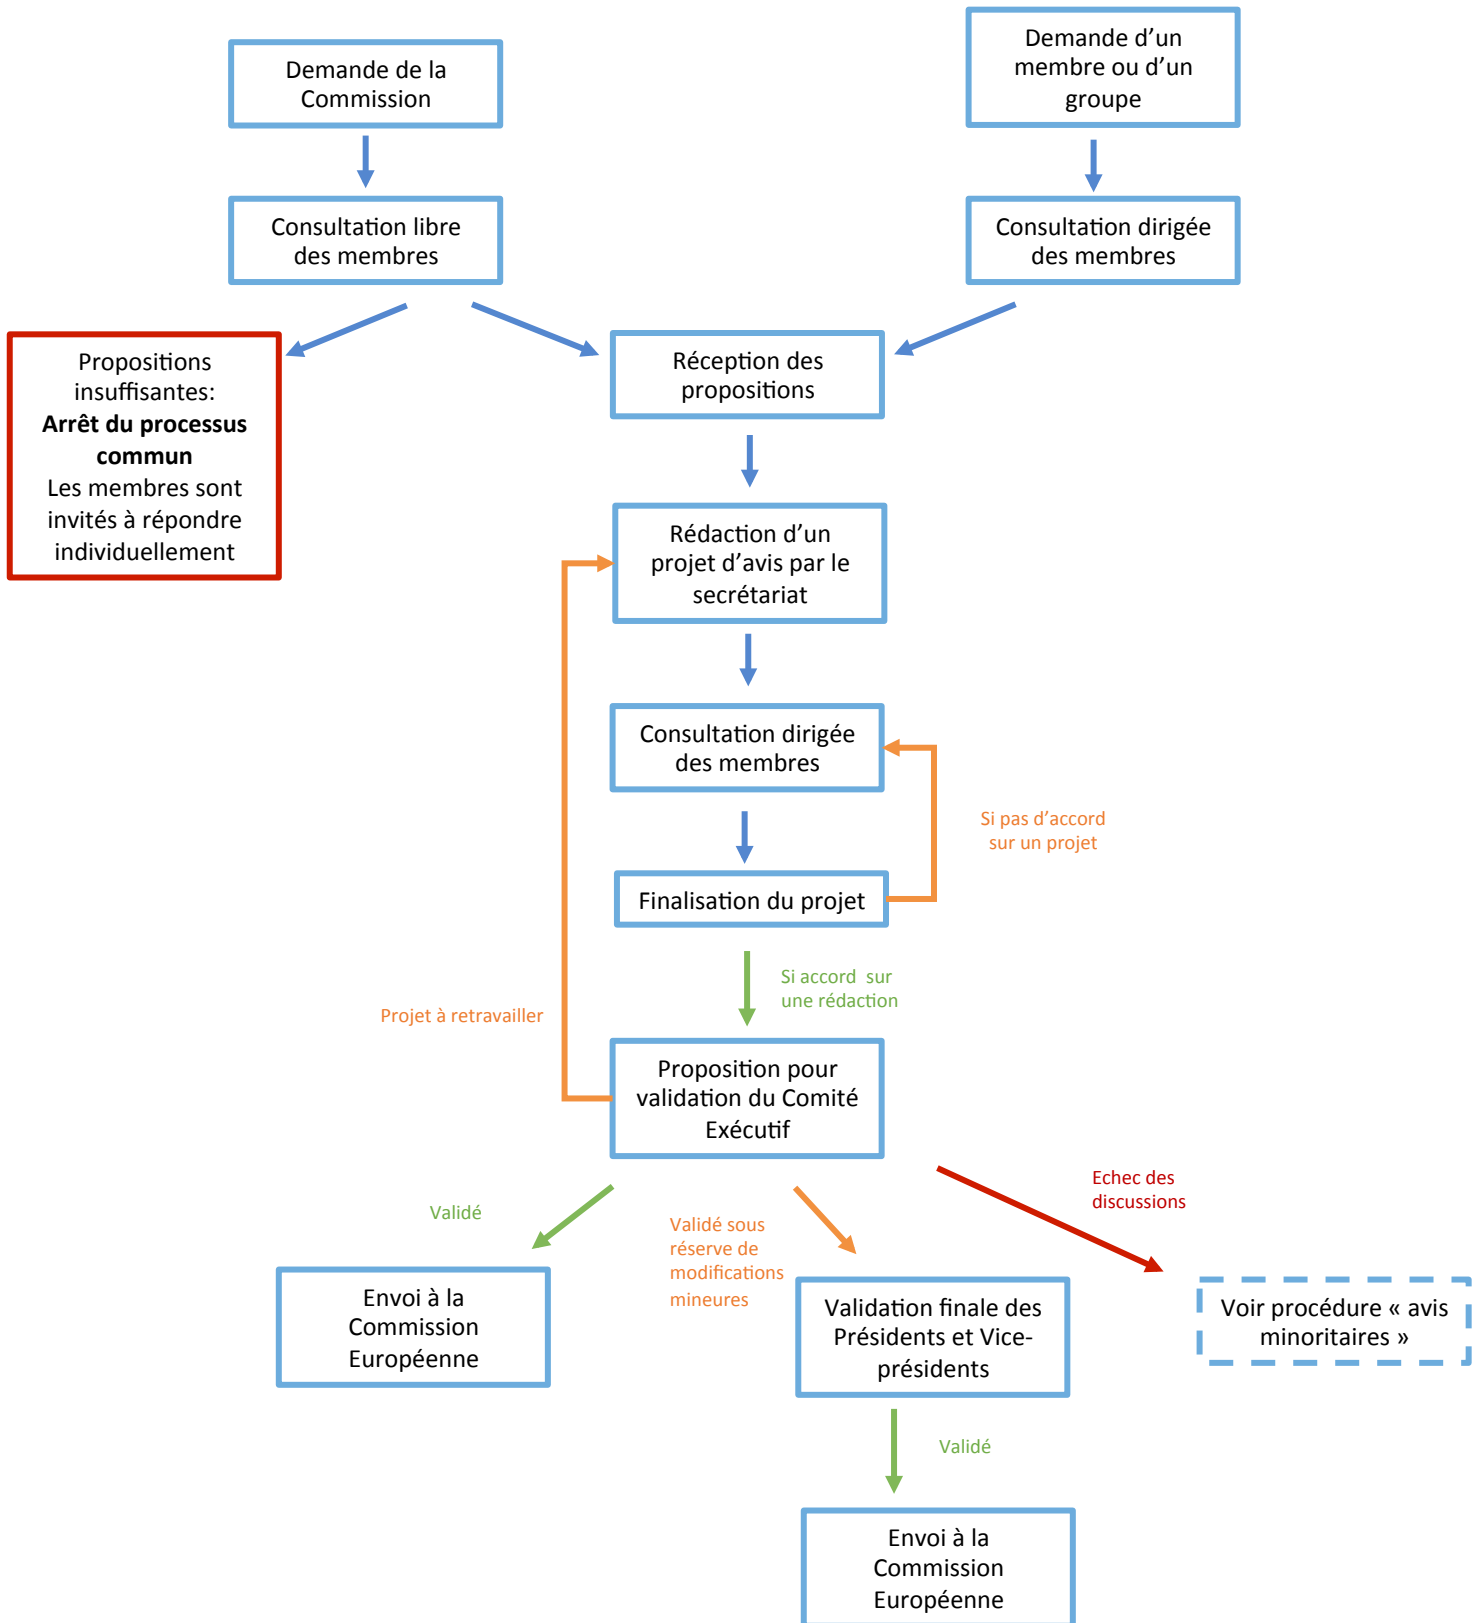 Demande de la
Commission
Demande d’un
membre ou d’un
groupe
Consultation libre
des membres
Consultation dirigée
des membres
Propositions
insuffisantes:
Arrêt du processus
commun
Les membres sont
invités à répondre
individuellement
Réception des
propositions
Rédaction d’un
projet d’avis par le
secrétariat
Consultation dirigée
des membres
Si pas d’accord
sur un projet
Finalisation du projet
Si accord sur
une rédaction
Projet à retravailler
Proposition pour
validation du Comité
Exécutif
Echec des
discussions
Validé
Validé sous
réserve de
modifications
mineures
Envoi à la
Commission
Européenne
Validation finale des
Présidents et Vice-
présidents
Voir procédure « avis
minoritaires »
Validé
Envoi à la
Commission
Européenne